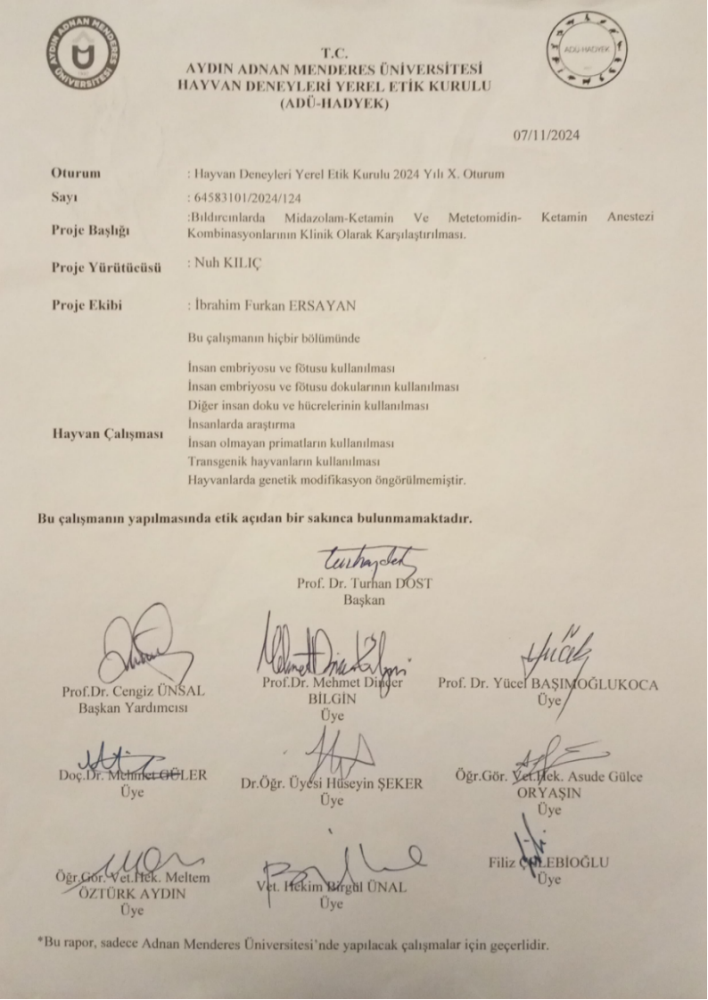 AYDIN ADNAN MENDERES ÜNİVERSİTESİ
ADÜ-HADYEK
T.C.
AYDIN ADNAN MENDERES ÜNİVERSİTESİ
HAYVAN DENEYLERİ YEREL ETİK KURULU
(ADÜ-HADYEK)
07/11/2024
Oturum : Hayvan Deneyleri Yerel Etik Kurulu 2024 Yılı X. Oturum
Sayı : 64583101/2024/124
Proje Başlığı :Bıldırcınlarda Midazolam-Ketamin Ve Metetomidin- Ketamin Anestezi
Kombinasyonlarının Klinik Olarak Karşılaştırılması.
Proje Yürütücüsü : Nuh KILIÇ
Proje Ekibi : İbrahim Furkan ERSAYAN
Bu çalışmanın hiçbir bölümünde
İnsan embriyosu ve fötusu kullanılması
İnsan embriyosu ve fötusu dokularının kullanılması
Diğer insan doku ve hücrelerinin kullanılması
Hayvan Çalışması İnsanlarda araştırma
İnsan olmayan primatların kullanılması
Transgenik hayvanların kullanılması
Hayvanlarda genetik modifikasyon öngörülmemiştir.
Bu çalışmanın yapılmasında etik açıdan bir sakınca bulunmamaktadır.
Prof. Dr. Turhan DOST
Başkan
Prof.Dr. Cengiz ÜNSAL
Başkan Yardımcısı
Prof.Dr. Mehmet Dinçer
BİLGİN
Üye
Prof. Dr. Yücel BAŞIMOĞLUKOCA
Üye
Doç.Dr. Mehmet GÜLER
Üye
Dr.Öğr. Üyesi Hüseyin ŞEKER
Üye
Öğr.Gör. Vet.Hek. Asude Gülce
ORYAŞIN
Üye
Öğr.Gör. Vet.Hek. Meltem
ÖZTÜRK AYDIN
Üye
Vet. Hekim Birgül ÜNAL
Üye
Filiz ÇELEBİOĞLU
Üye
*Bu rapor, sadece Adnan Menderes Üniversitesi'nde yapılacak çalışmalar için geçerlidir.